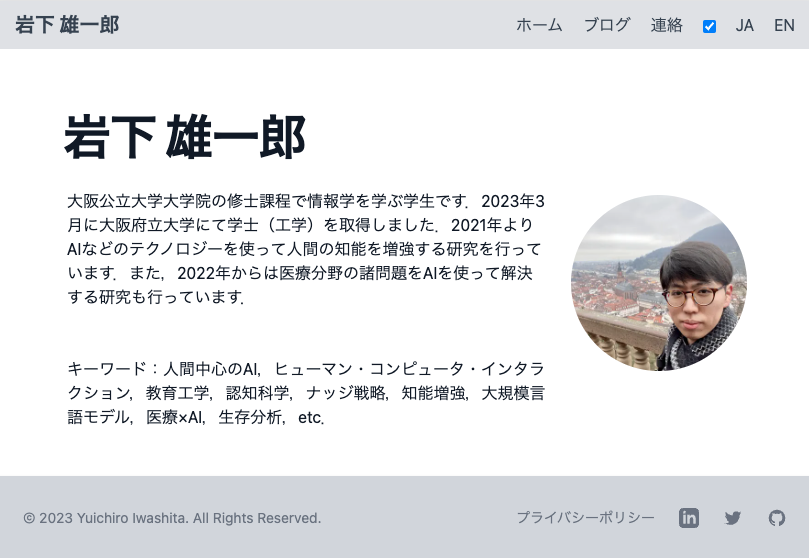 岩下 雄一郎
ホーム ブログ 連絡 JA EN
岩下 雄一郎
大阪公立大学大学院の修士課程で情報学を学ぶ学生です．2023年3
月に大阪府立大学にて学士（工学）を取得しました．2021年より
AIなどのテクノロジーを使って人間の知能を増強する研究を行って
います．また，2022年からは医療分野の諸問題をAIを使って解決
する研究も行っています．
キーワード：人間中心のAI，ヒューマン・コンピュータ・インタラ
クション，教育工学，認知科学，ナッジ戦略，知能増強，大規模言
語モデル，医療×AI，生存分析，etc．
© 2023 Yuichiro Iwashita. All Rights Reserved.
プライバシーポリシー in